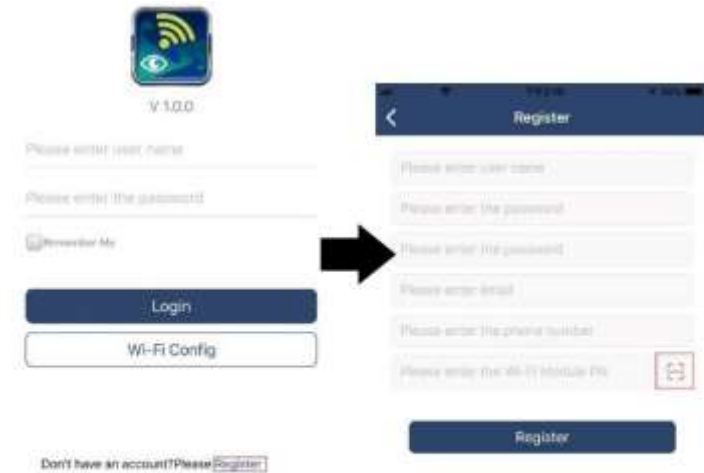 V 1.0.0
Please enter user name
Please enter the password
Remember Me
Login
Wi-Fi Config
Don't have an account?Please Register
Register
Please enter user name
Please enter the password
Please enter the password
Please enter email
Please enter the phone number
Please enter the Wi-Fi Module PN
Register